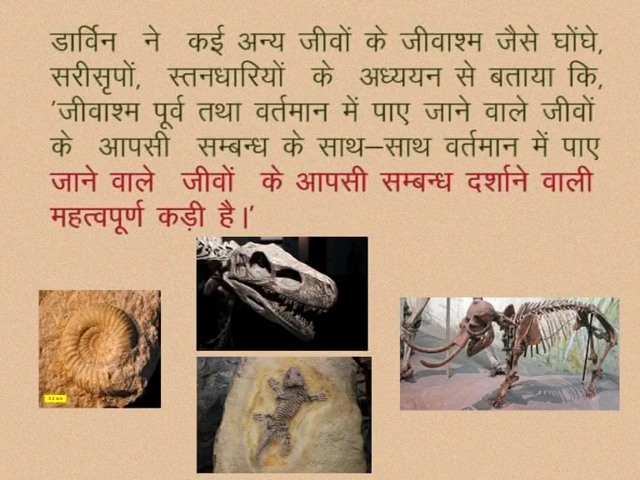 डार्विन ने कई अन्य जीवों के जीवाश्म जैसे घोंघे,
सरीसृपों, स्तनधारियों के अध्ययन से बताया कि,
'जीवाश्म पूर्व तथा वर्तमान में पाए जाने वाले जीवों
के आपसी सम्बन्ध के साथ–साथ वर्तमान में पाए
जाने वाले जीवों के आपसी सम्बन्ध दर्शाने वाली
महत्वपूर्ण कड़ी है।'